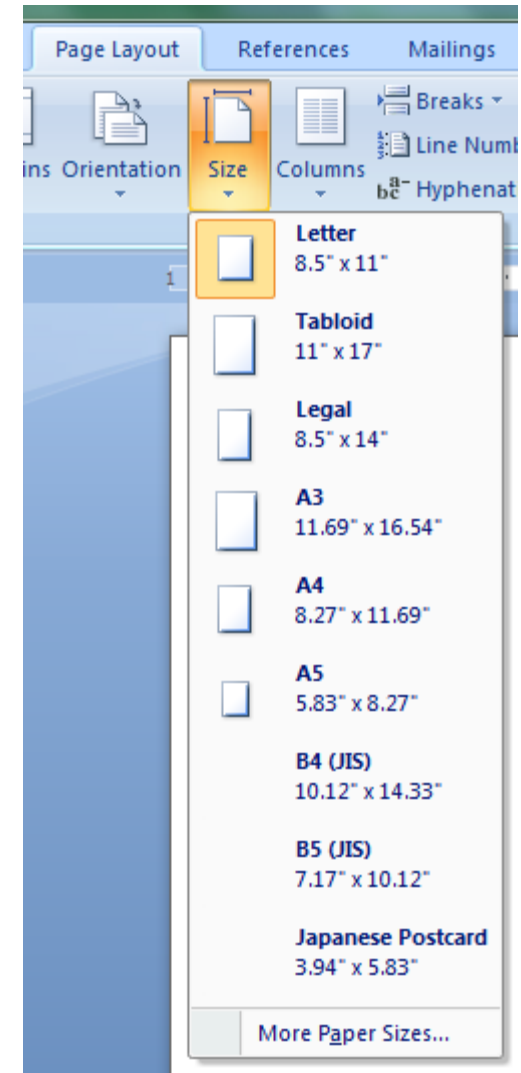 Page Layout References Mailings
Breaks
Line Numb
ins Orientation Size Columns
Hyphenat
1
Letter
8.5" x 11"
Tabloid
11" x 17"
Legal
8.5" x 14"
A3
11.69" x 16.54"
A4
8.27" x 11.69"
A5
5.83" x 8.27"
B4 (JIS)
10.12" x 14.33"
B5 (JIS)
7.17" x 10.12"
Japanese Postcard
3.94" x 5.83"
More Paper Sizes...